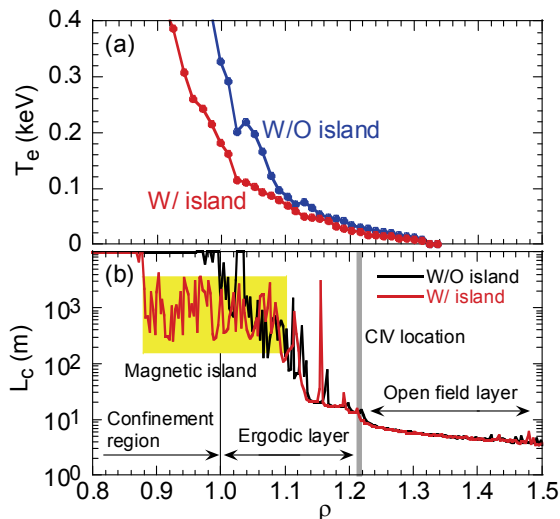 (a)
0.4
0.3
0.2
0.1
0
T_e (keV)
W/O island
W/ island
(b)
10^3
10^2
10^1
10^0
L_C (m)
W/O island
W/ island
CIV location
Magnetic island
Open field layer
Confinement
region
Ergodic layer
0.8 0.9 1.0 1.1 1.2 1.3 1.4 1.5
ρ